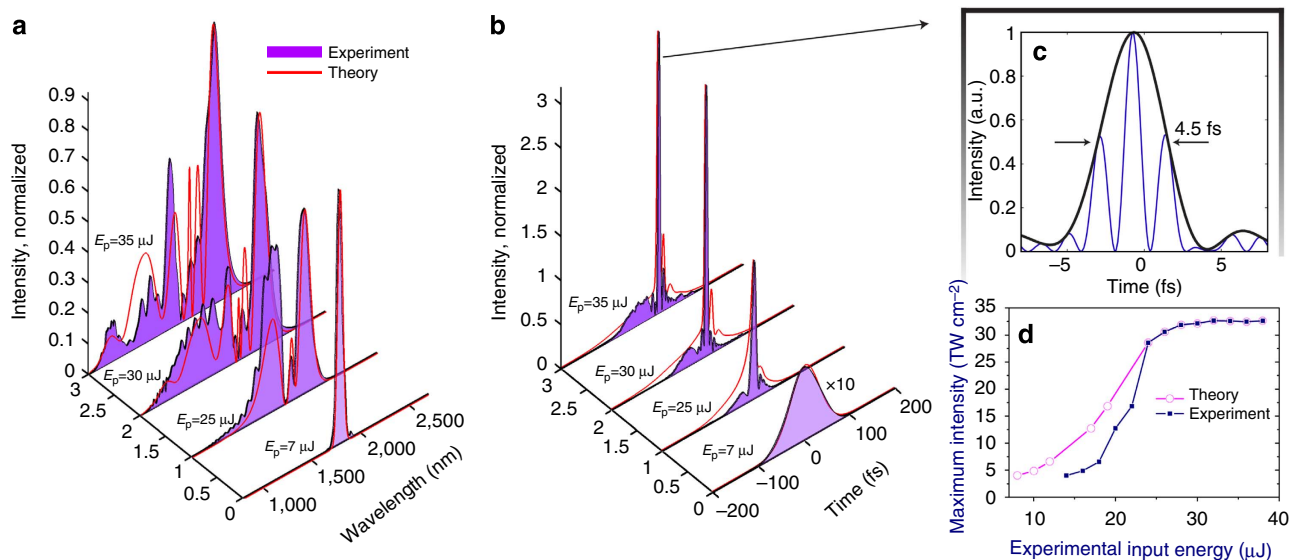 a
Experiment
Theory
Intensity, normalized
0.9
0.8
0.7
0.6
0.5
0.4
0.3
0.2
0.1
0
Ep=35 μJ
Ep=30 μJ
Ep=25 μJ
Ep=7 μJ
3
2.5
2
1.5
1
0.5
0
1,000
1,500
2,000
2,500
Wavelength (nm)
b
Intensity, normalized
3
2.5
2
1.5
1
0.5
0
Ep=35 μJ
Ep=30 μJ
Ep=25 μJ
Ep=7 μJ
×10
3
2.5
2
1.5
1
0.5
0
−200
−100
0
100
200
Time (fs)
c
Intensity (a.u.)
1
0.8
0.6
0.4
0.2
0
4.5 fs
−5
0
5
Time (fs)
d
Maximum intensity (TW cm−2)
35
30
25
20
15
10
5
0
Theory
Experiment
10
20
30
40
Experimental input energy (μJ)